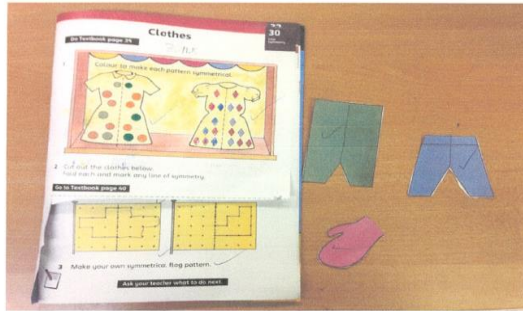 Clothes
30
Go to Textbook page 39
1
Colour to make each pattern symmetrical.
2 Cut out the clothes below.
Fold each and mark any line of symmetry.
Go to Textbook page 40
3 Make your own symmetrical flag pattern.
Ask your teacher what to do next.